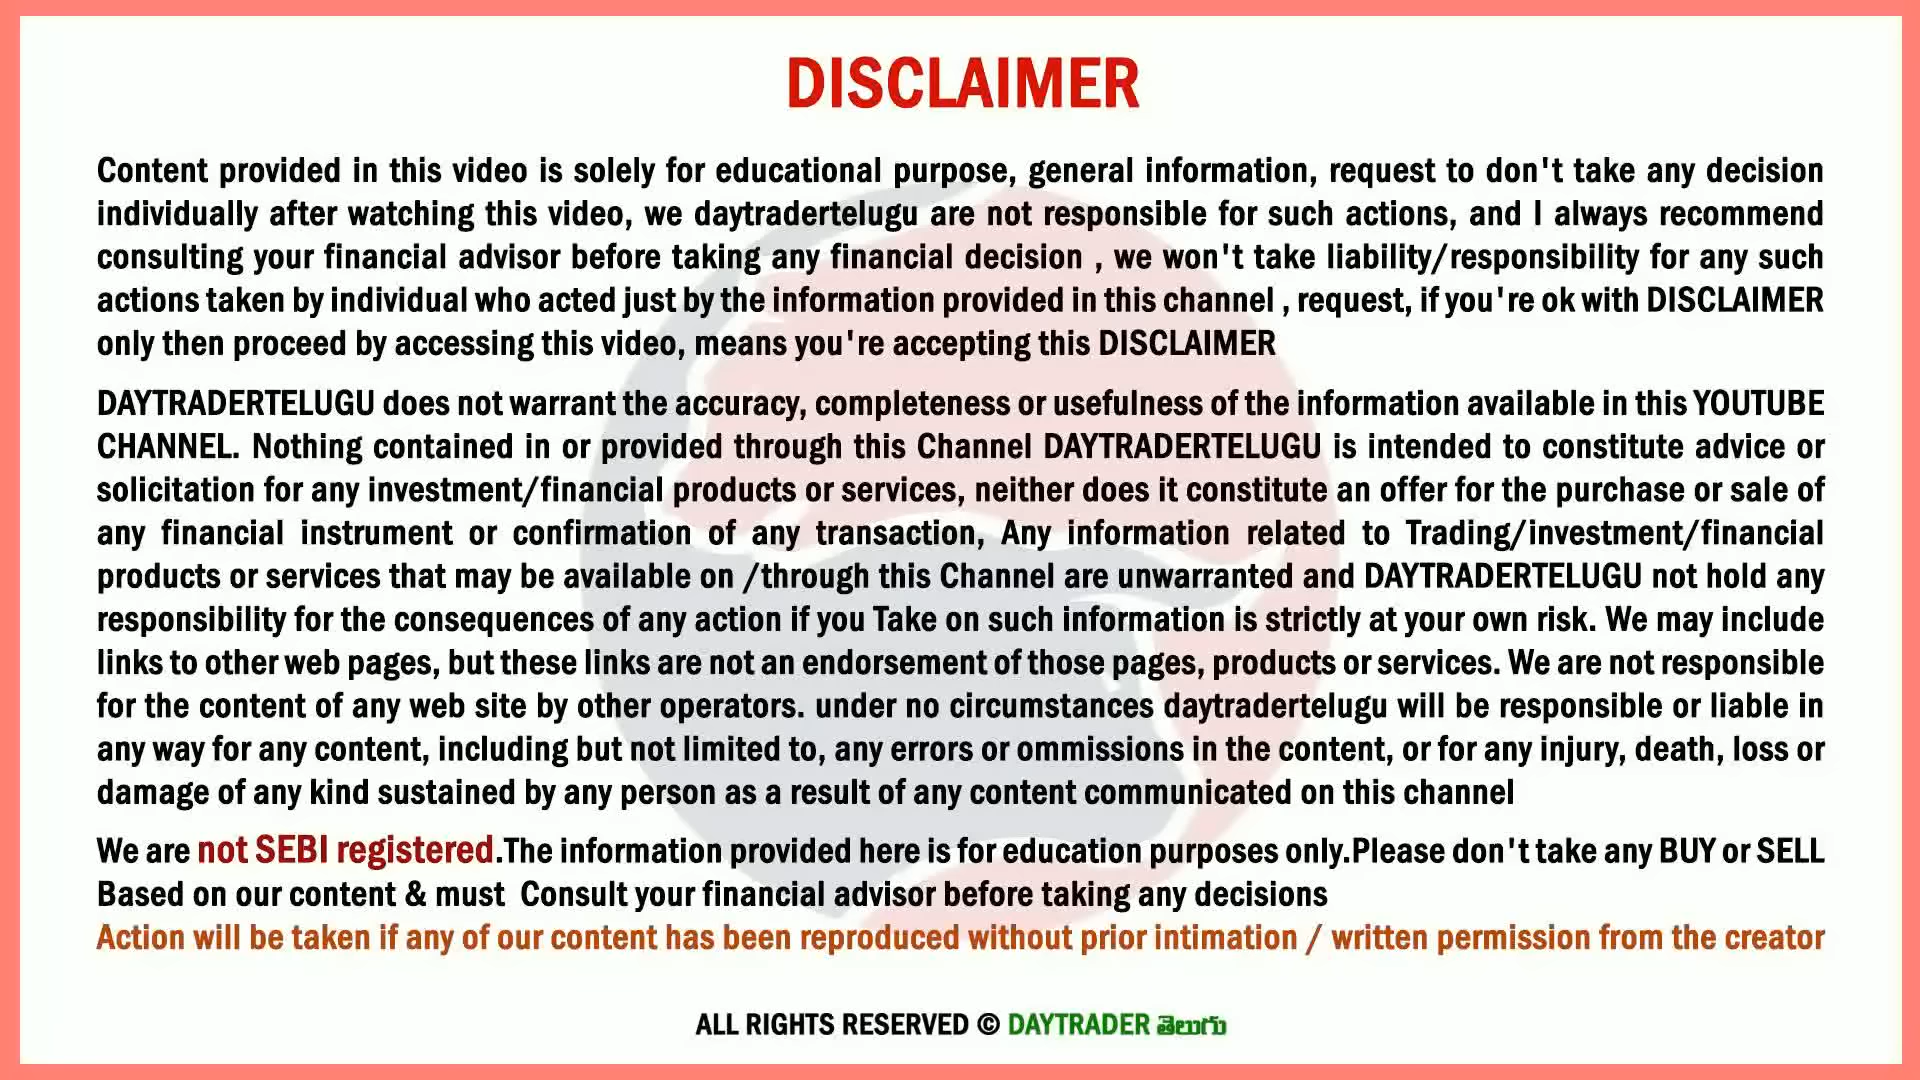 DISCLAIMER
Content provided in this video is solely for educational purpose, general information, request to don't take any decision
individually after watching this video, we daytradertelugu are not responsible for such actions, and I always recommend
consulting your financial advisor before taking any financial decision , we won't take liability/responsibility for any such
actions taken by individual who acted just by the information provided in this channel , request, if you're ok with DISCLAIMER
only then proceed by accessing this video, means you're accepting this DISCLAIMER
DAYTRADERTELUGU does not warrant the accuracy, completeness or usefulness of the information available in this YOUTUBE
CHANNEL. Nothing contained in or provided through this Channel DAYTRADERTELUGU is intended to constitute advice or
solicitation for any investment/financial products or services, neither does it constitute an offer for the purchase or sale of
any financial instrument or confirmation of any transaction, Any information related to Trading/investment/financial
products or services that may be available on /through this Channel are unwarranted and DAYTRADERTELUGU not hold any
responsibility for the consequences of any action if you Take on such information is strictly at your own risk. We may include
links to other web pages, but these links are not an endorsement of those pages, products or services. We are not responsible
for the content of any web site by other operators. under no circumstances daytradertelugu will be responsible or liable in
any way for any content, including but not limited to, any errors or ommissions in the content, or for any injury, death, loss or
damage of any kind sustained by any person as a result of any content communicated on this channel
We are not SEBI registered.The information provided here is for education purposes only.Please don't take any BUY or SELL
Based on our content & must  Consult your financial advisor before taking any decisions
Action will be taken if any of our content has been reproduced without prior intimation / written permission from the creator
ALL RIGHTS RESERVED © DAYTRADER తెలుగు